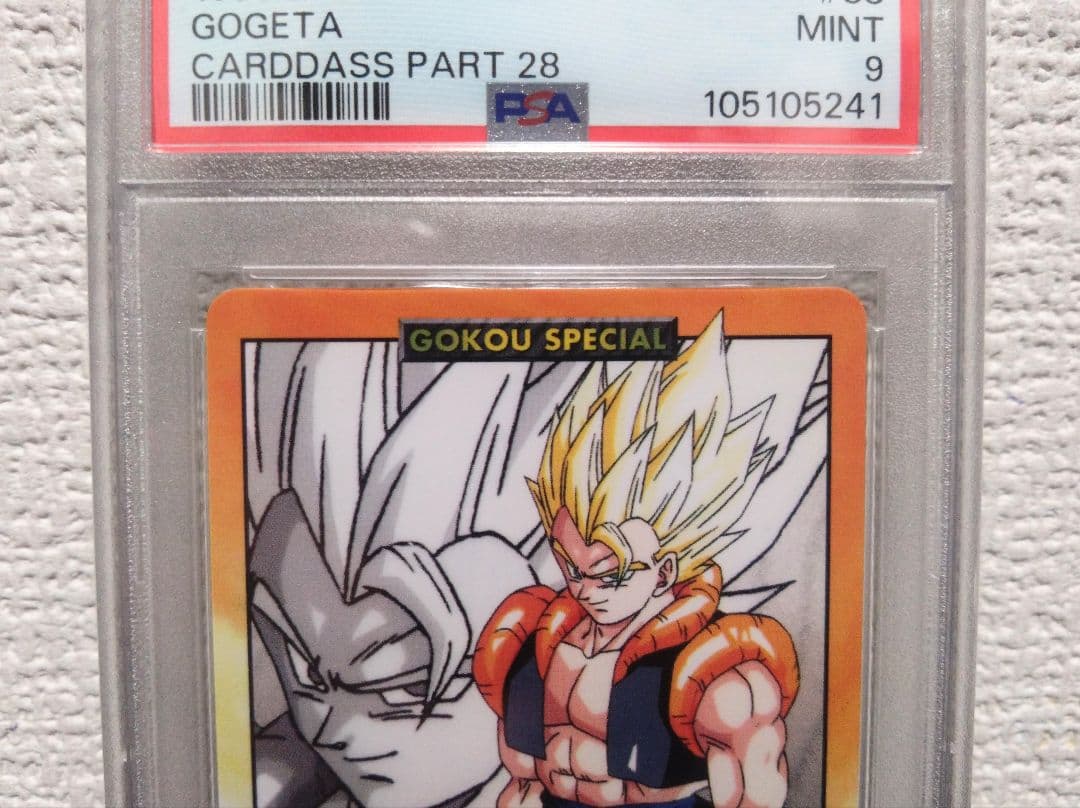 GOGETA
MINT
CARDDASS PART 28
9
PSA
105105241
GOKOU SPECIAL